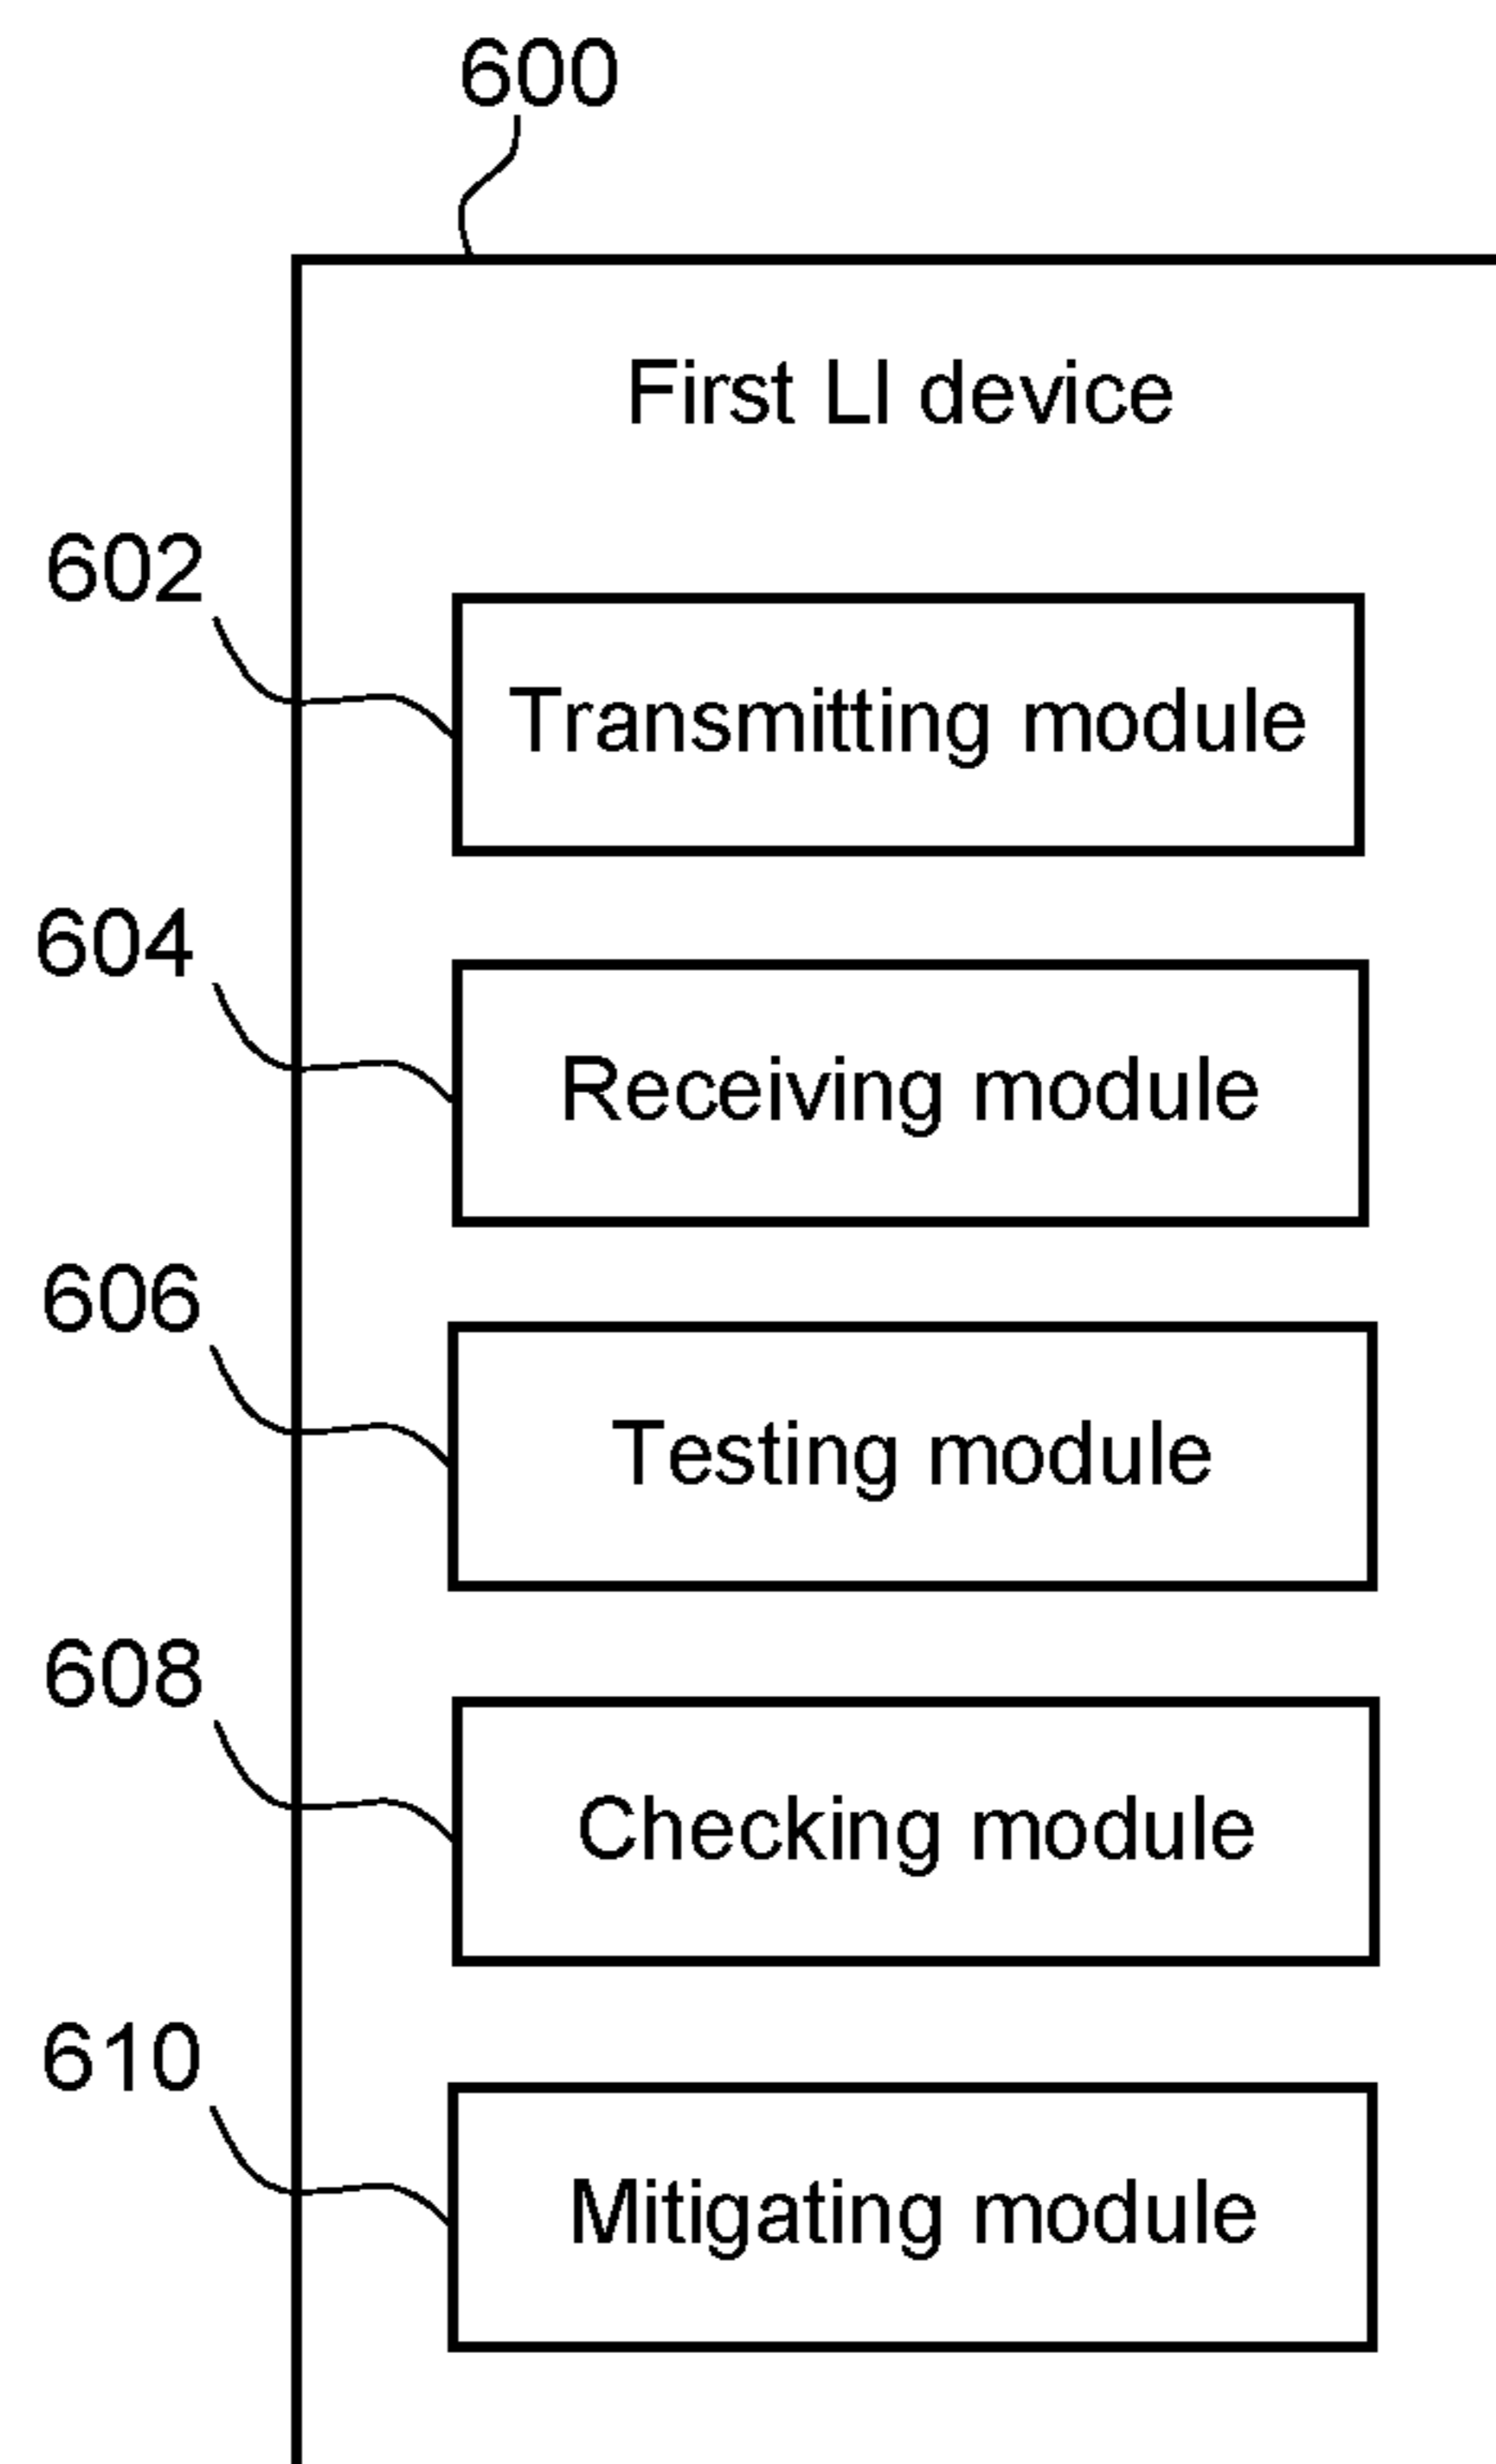 600
First LI device
602
Transmitting module
604
Receiving module
606
Testing module
608
Checking module
610
Mitigating module